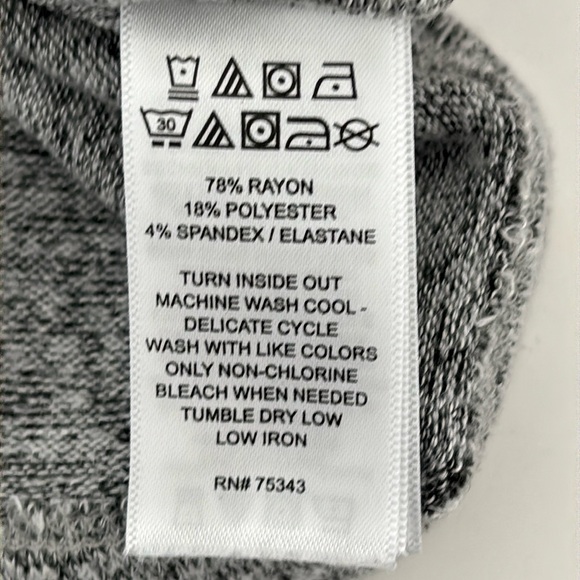 30
78% RAYON
18% POLYESTER
4% SPANDEX / ELASTANE
TURN INSIDE OUT
MACHINE WASH COOL -
DELICATE CYCLE
WASH WITH LIKE COLORS
ONLY NON-CHLORINE
BLEACH WHEN NEEDED
TUMBLE DRY LOW
LOW IRON
RN# 75343